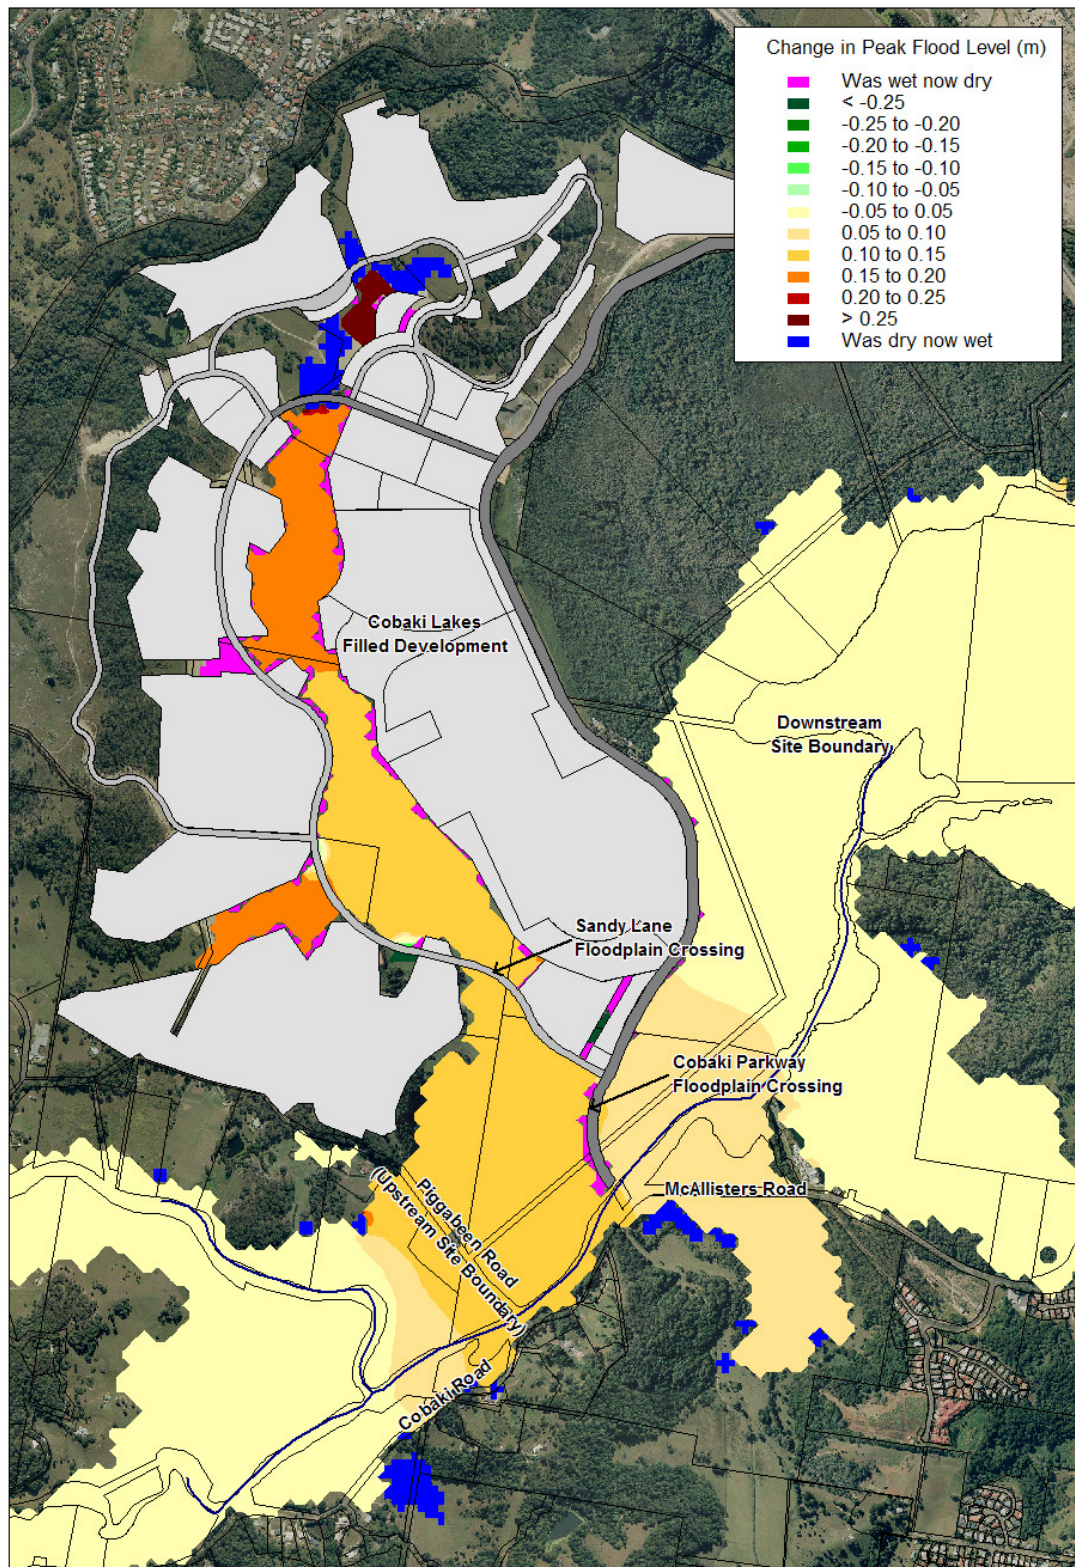 Change in Peak Flood Level (m)
Was wet now dry
< -0.25
-0.25 to -0.20
-0.20 to -0.15
-0.15 to -0.10
-0.10 to -0.05
-0.05 to 0.05
0.05 to 0.10
0.10 to 0.15
0.15 to 0.20
0.20 to 0.25
> 0.25
Was dry now wet
Cobaki Lakes
Filled Development
Downstream
Site Boundary
Sandy Lane
Floodplain Crossing
Cobaki Parkway
Floodplain Crossing
McAllisters Road
Piggabeen Road
(Upstream Site Boundary)
Cobaki Road